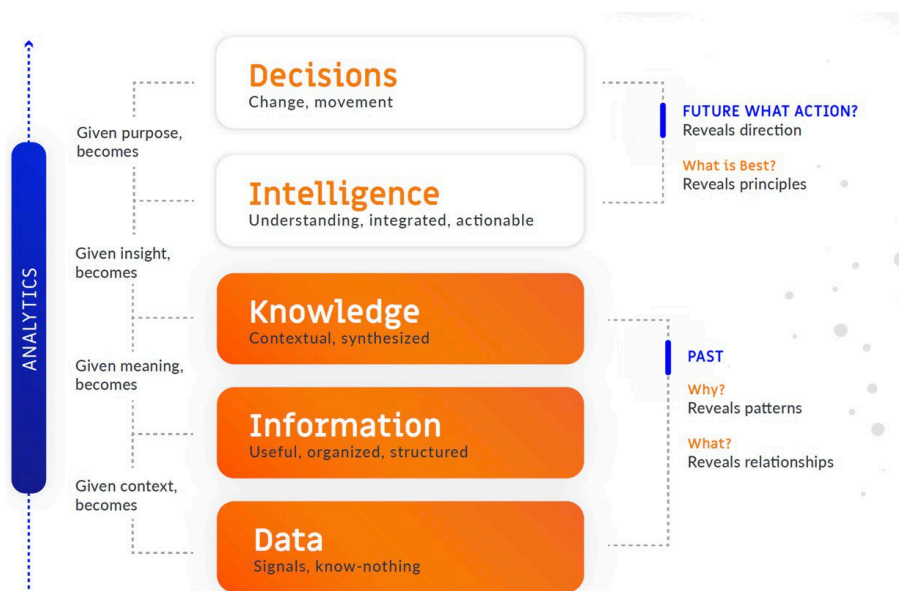 Decisions
Change, movement
Given purpose,
becomes
FUTURE WHAT ACTION?
Reveals direction
What is Best?
Reveals principles
Intelligence
Understanding, integrated, actionable
Given insight,
becomes
ANALYTICS
Knowledge
Contextual, synthesized
Given meaning,
becomes
PAST
Why?
Reveals patterns
What?
Reveals relationships
Information
Useful, organized, structured
Given context,
becomes
Data
Signals, know-nothing